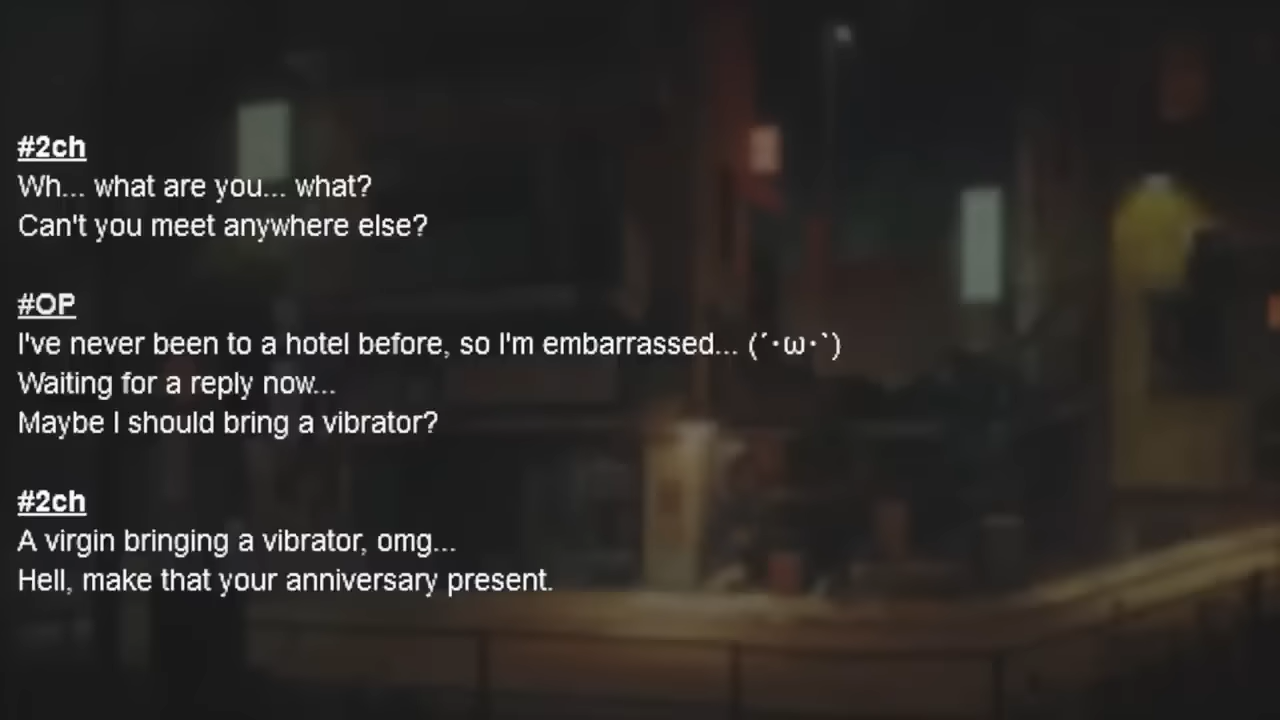 #2ch
Wh... what are you... what?
Can't you meet anywhere else?
#OP
I've never been to a hotel before, so I'm embarrassed... (´･ω･`)
Waiting for a reply now...
Maybe I should bring a vibrator?
#2ch
A virgin bringing a vibrator, omg...
Hell, make that your anniversary present.